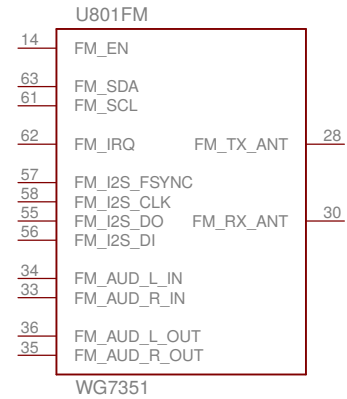 U801FM
14 FM_EN
63 FM_SDA
61 FM_SCL
62 FM_IRQ FM_TX_ANT 28
57 FM_I2S_FSYNC
58 FM_I2S_CLK
55 FM_I2S_DO FM_RX_ANT 30
56 FM_I2S_DI
34 FM_AUD_L_IN
33 FM_AUD_R_IN
36 FM_AUD_L_OUT
35 FM_AUD_R_OUT
WG7351